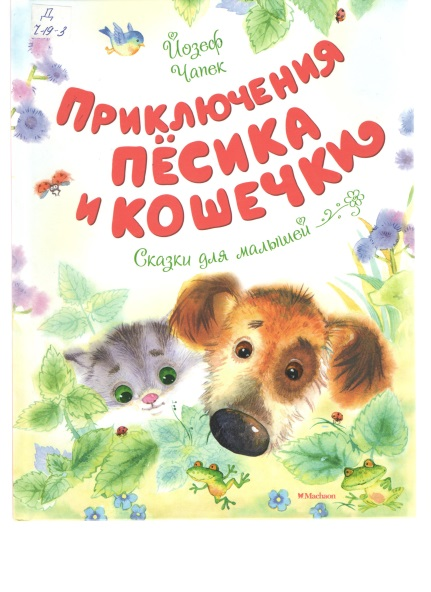 Д
Йозеф
Чапек
ПРИКЛЮЧЕНИЯ
ПЁСИКА
И КОШЕЧКИ
Сказки для малышей
Machaon